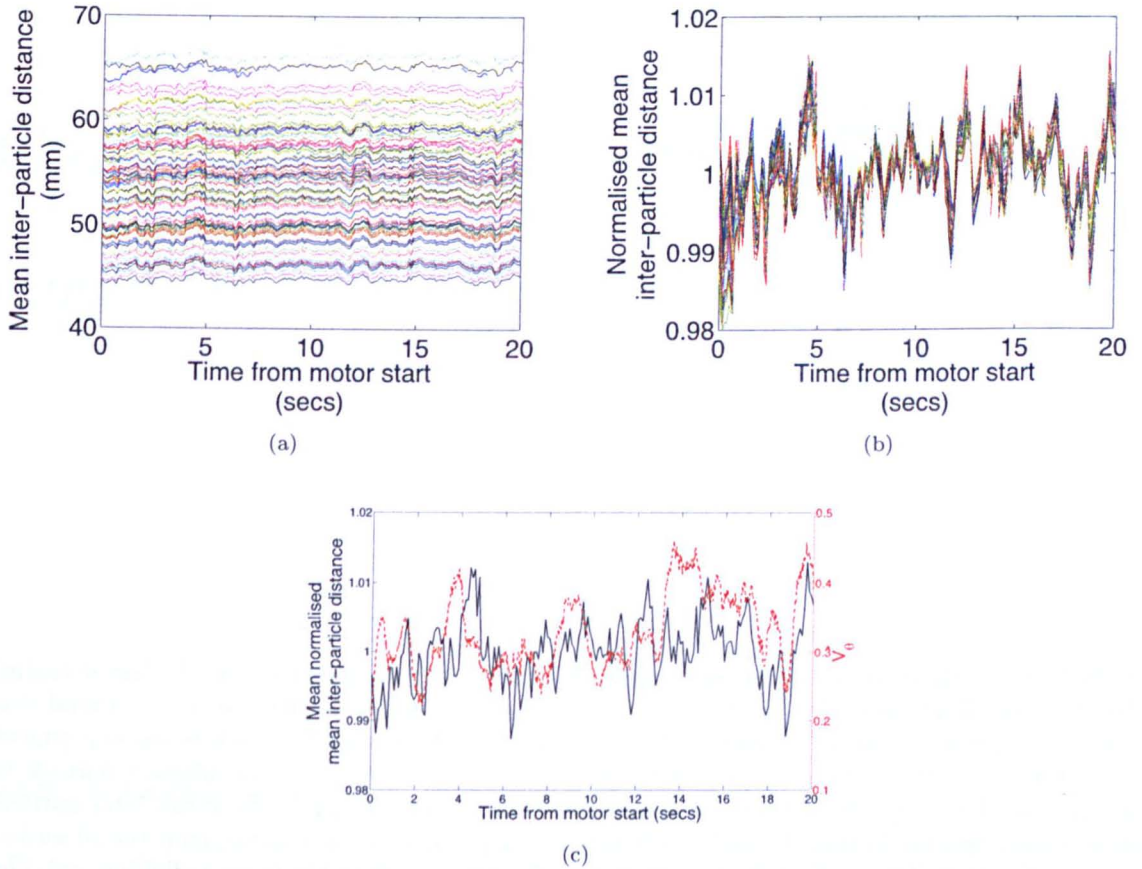 70
60
50
40
Mean inter-particle distance
(mm)
0 5 10 15 20
Time from motor start
(secs)
(a)
1.02
1.01
1
0.99
0.98
Normalised mean
inter-particle distance
0 5 10 15 20
Time from motor start
(secs)
(b)
1.02
1.01
1
0.99
0.98
Mean normalised
mean inter-particle distance
0.5
0.4
0.3
0.2
0.1
V_θ
0 2 4 6 8 10 12 14 16 18 20
Time from motor start (secs)
(c)